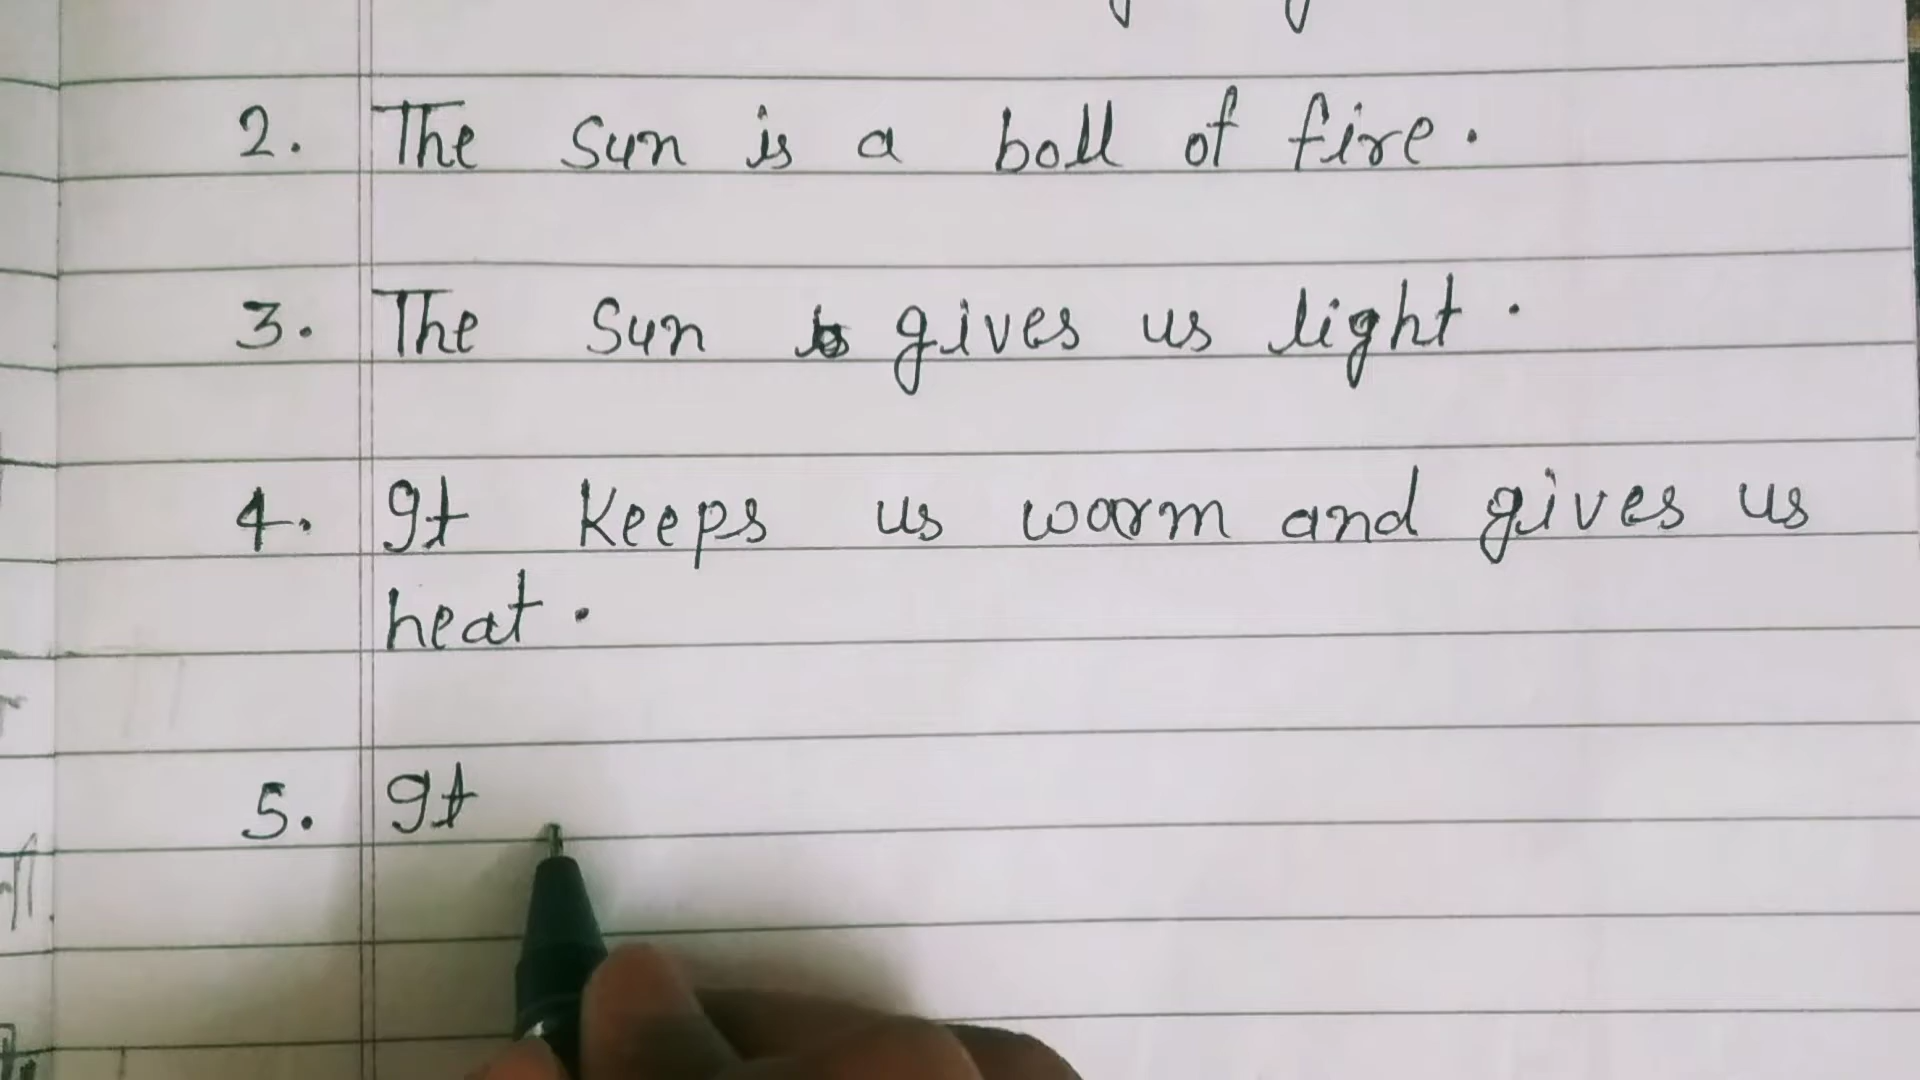 2. The Sun is a ball of fire.
3. The Sun gives us light.
4. It keeps us warm and gives us
heat.
5. It